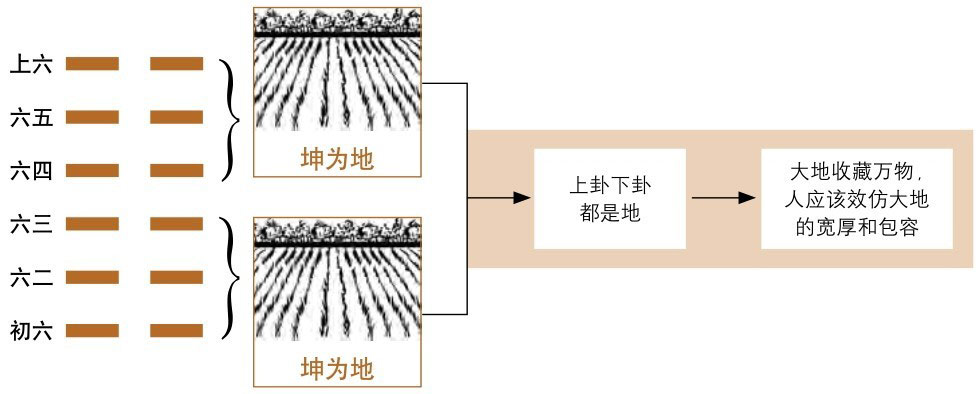 上六
六五
六四
六三
六二
初六
坤为地
坤为地
上卦下卦
都是地
大地收藏万物，
人应该效仿大地
的宽厚和包容